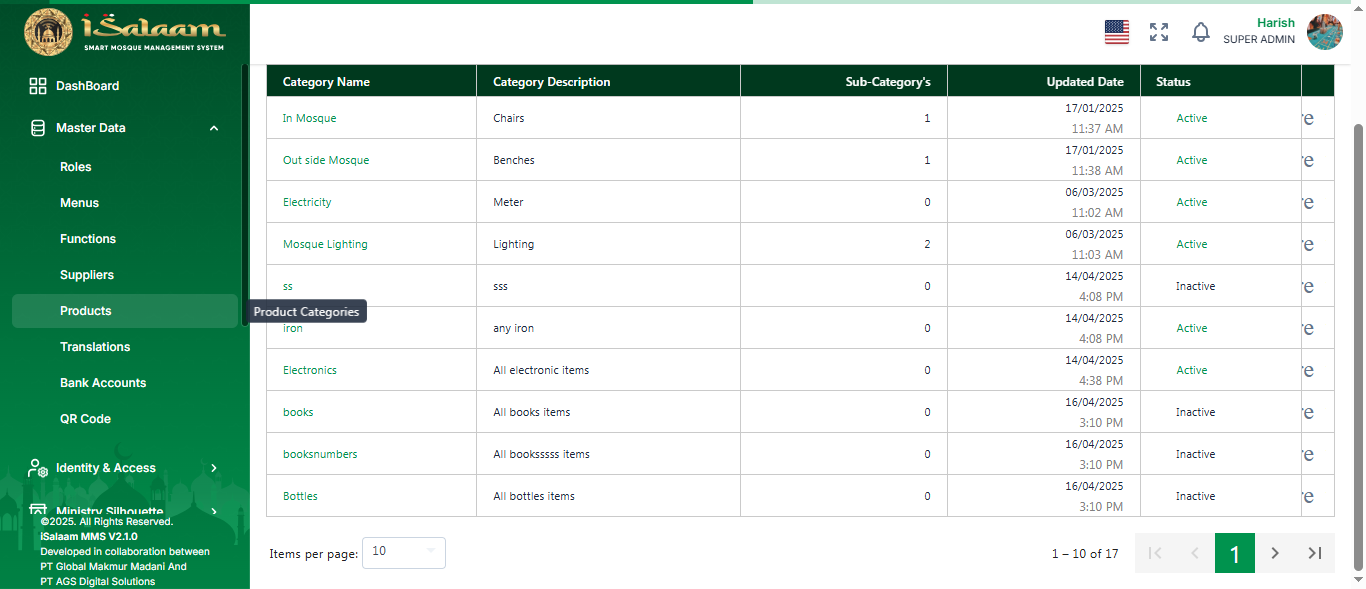 iSalaam
SMART MOSQUE MANAGEMENT SYSTEM
Harish
SUPER ADMIN
DashBoard
Master Data
Roles
Menus
Functions
Suppliers
Products
Product Categories
Translations
Bank Accounts
QR Code
Identity & Access
Ministry Silhouette
©2025. All Rights Reserved.
iSalaam MMS V2.1.0
Developed in collaboration between
PT Global Makmur Madani And
PT AGS Digital Solutions
Category Name Category Description Sub-Category's Updated Date Status
In Mosque Chairs 1 17/01/2025 Active
11:37 AM
Out side Mosque Benches 1 17/01/2025 Active
11:38 AM
Electricity Meter 0 06/03/2025 Active
11:02 AM
Mosque Lighting Lighting 2 06/03/2025 Active
11:03 AM
ss sss 0 14/04/2025 Inactive
4:08 PM
iron any iron 0 14/04/2025 Active
4:08 PM
Electronics All electronic items 0 14/04/2025 Active
4:38 PM
books All books items 0 16/04/2025 Inactive
3:10 PM
booksnumbers All booksssss items 0 16/04/2025 Inactive
3:10 PM
Bottles All bottles items 0 16/04/2025 Inactive
3:10 PM
Items per page: 10 1 – 10 of 17 1